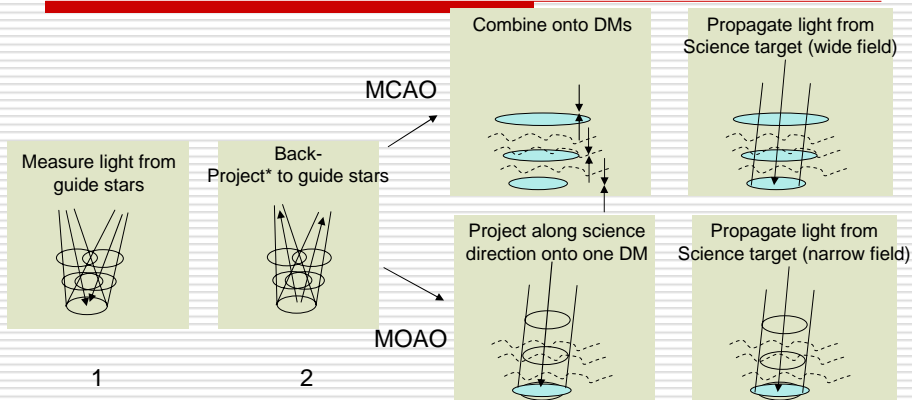 Measure light from
guide stars
1
Back-
Project* to guide stars
2
MCAO
Combine onto DMs
Propagate light from
Science target (wide field)
MOAO
Project along science
direction onto one DM
Propagate light from
Science target (narrow field)